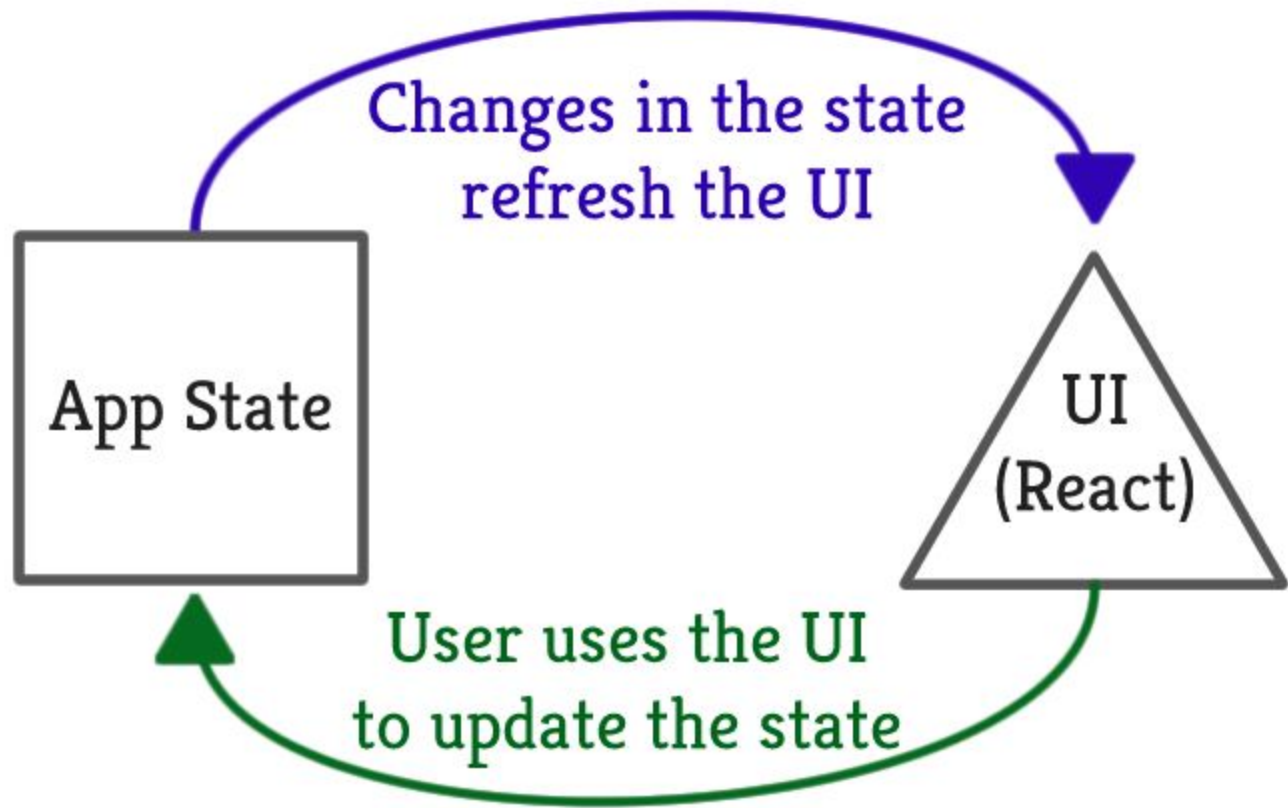 Changes in the state
refresh the UI
App State
UI
(React)
User uses the UI
to update the state